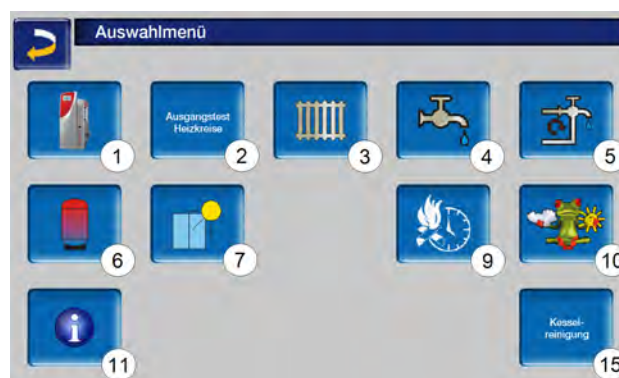 Auswahlmenü
Ausgangstest
Heizkreise
1
2
3
4
5
6
7
9
10
i
11
Kessel-
reinigung
15